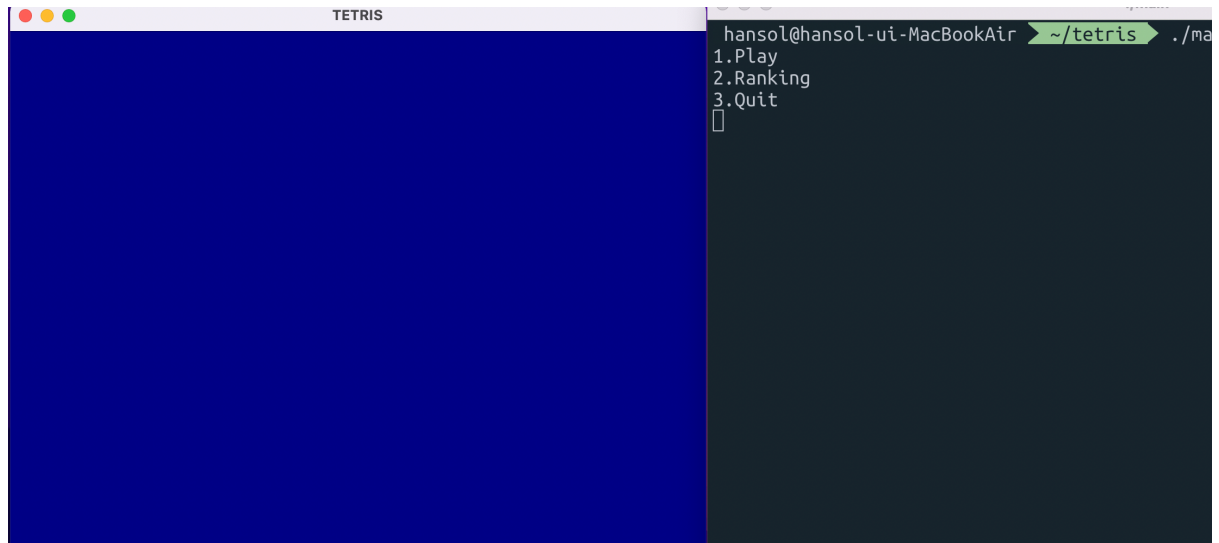 TETRIS
hansol@hansol-ui-MacBookAir ~/tetris ./ma
1.Play
2.Ranking
3.Quit